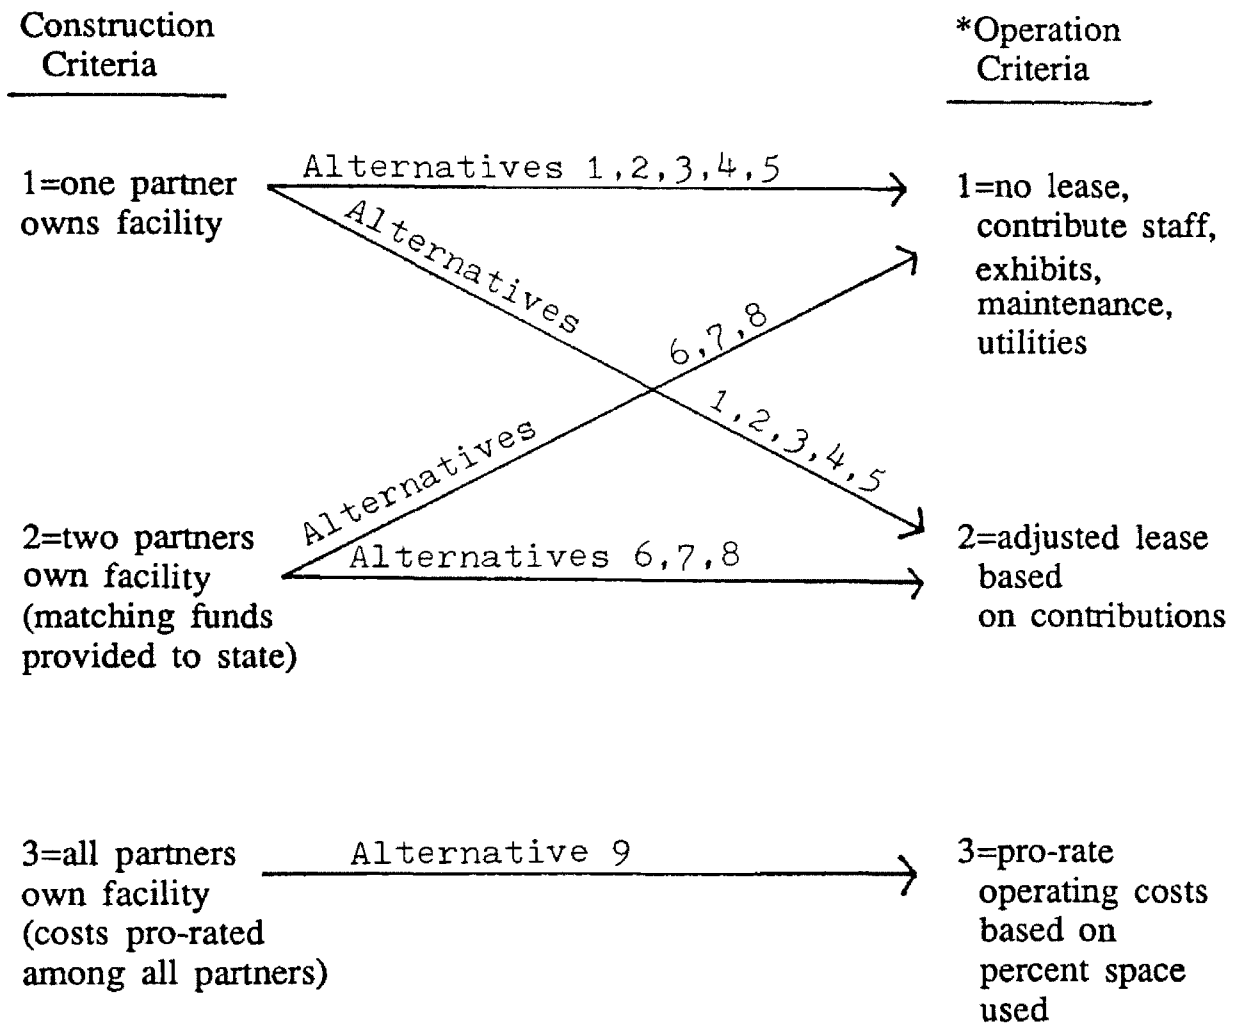 Construction
Criteria
*Operation
Criteria
1=one partner
owns facility
Alternatives 1,2,3,4,5
Alternatives 1,2,3,4,5
1=no lease,
contribute staff,
exhibits,
maintenance,
utilities
2=two partners
own facility
(matching funds
provided to state)
Alternatives 6,7,8
Alternatives 6,7,8
2=adjusted lease
based
on contributions
3=all partners
own facility
(costs pro-rated
among all partners)
Alternative 9
3=pro-rate
operating costs
based on
percent space
used